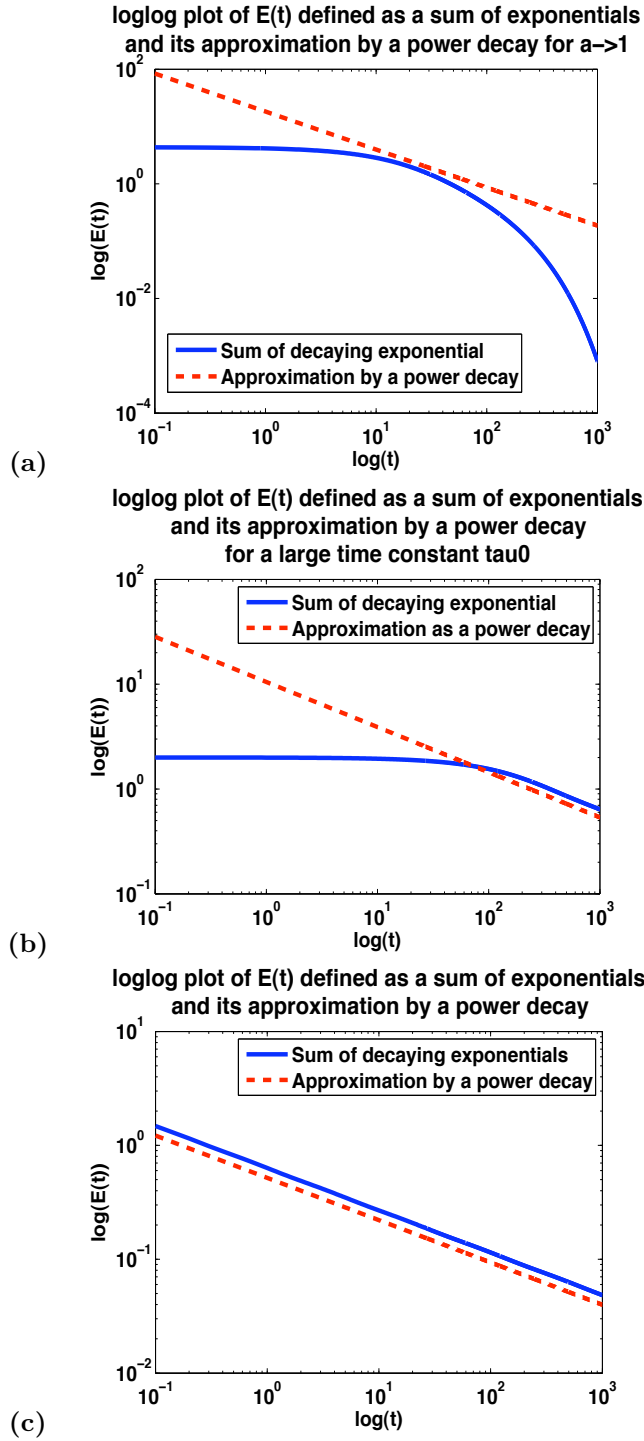 loglog plot of E(t) defined as a sum of exponentials
and its approximation by a power decay for a->1
10^2
10^0
10^-2
10^-4
log(E(t))
Sum of decaying exponential
Approximation by a power decay
10^-1 10^0 10^1 10^2 10^3
log(t)
(a)
loglog plot of E(t) defined as a sum of exponentials
and its approximation by a power decay
for a large time constant tau0
10^2
10^1
10^0
10^-1
log(E(t))
Sum of decaying exponential
Approximation as a power decay
10^-1 10^0 10^1 10^2 10^3
log(t)
(b)
loglog plot of E(t) defined as a sum of exponentials
and its approximation by a power decay
10^1
10^0
10^-1
10^-2
log(E(t))
Sum of decaying exponentials
Approximation by a power decay
10^-1 10^0 10^1 10^2 10^3
log(t)
(c)